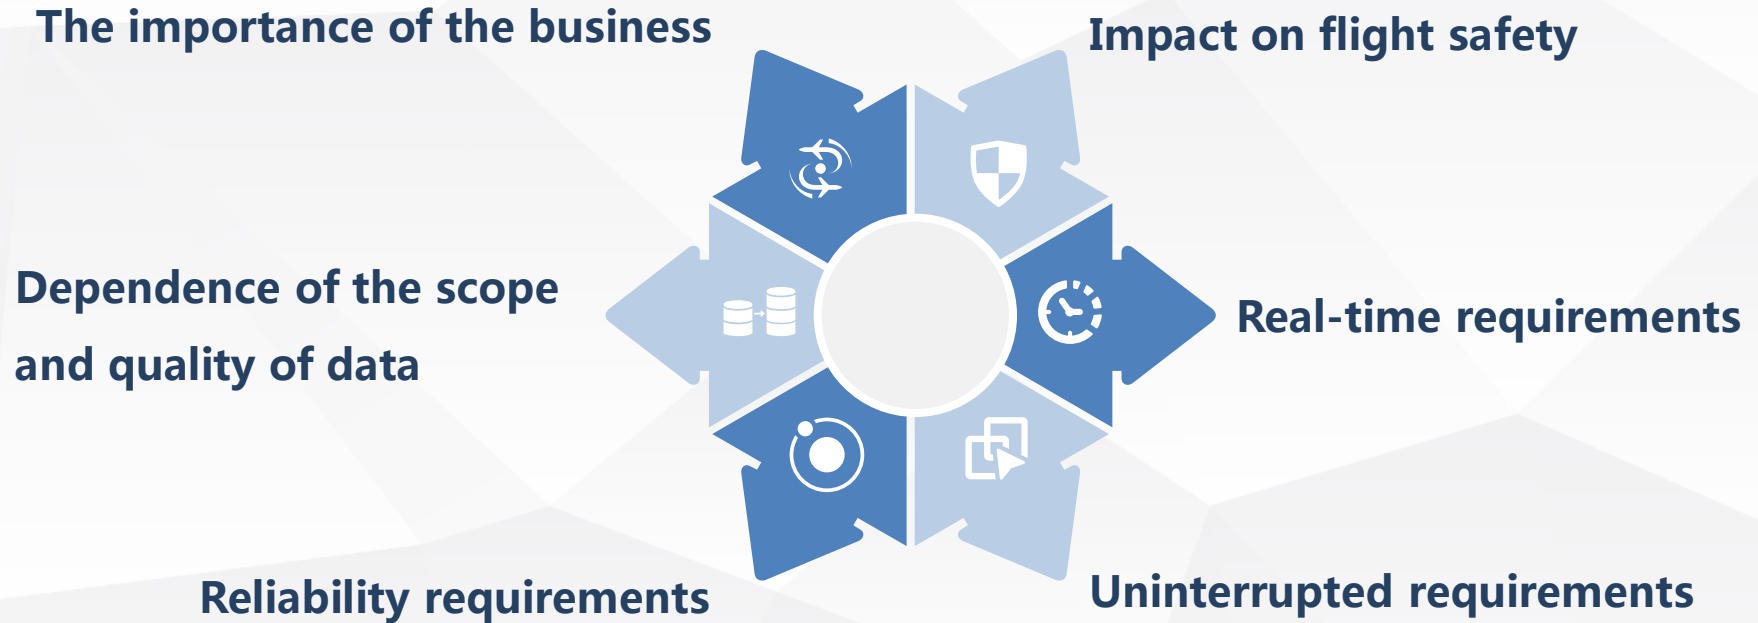 The importance of the business
Impact on flight safety
Dependence of the scope
and quality of data
Real-time requirements
Reliability requirements
Uninterrupted requirements